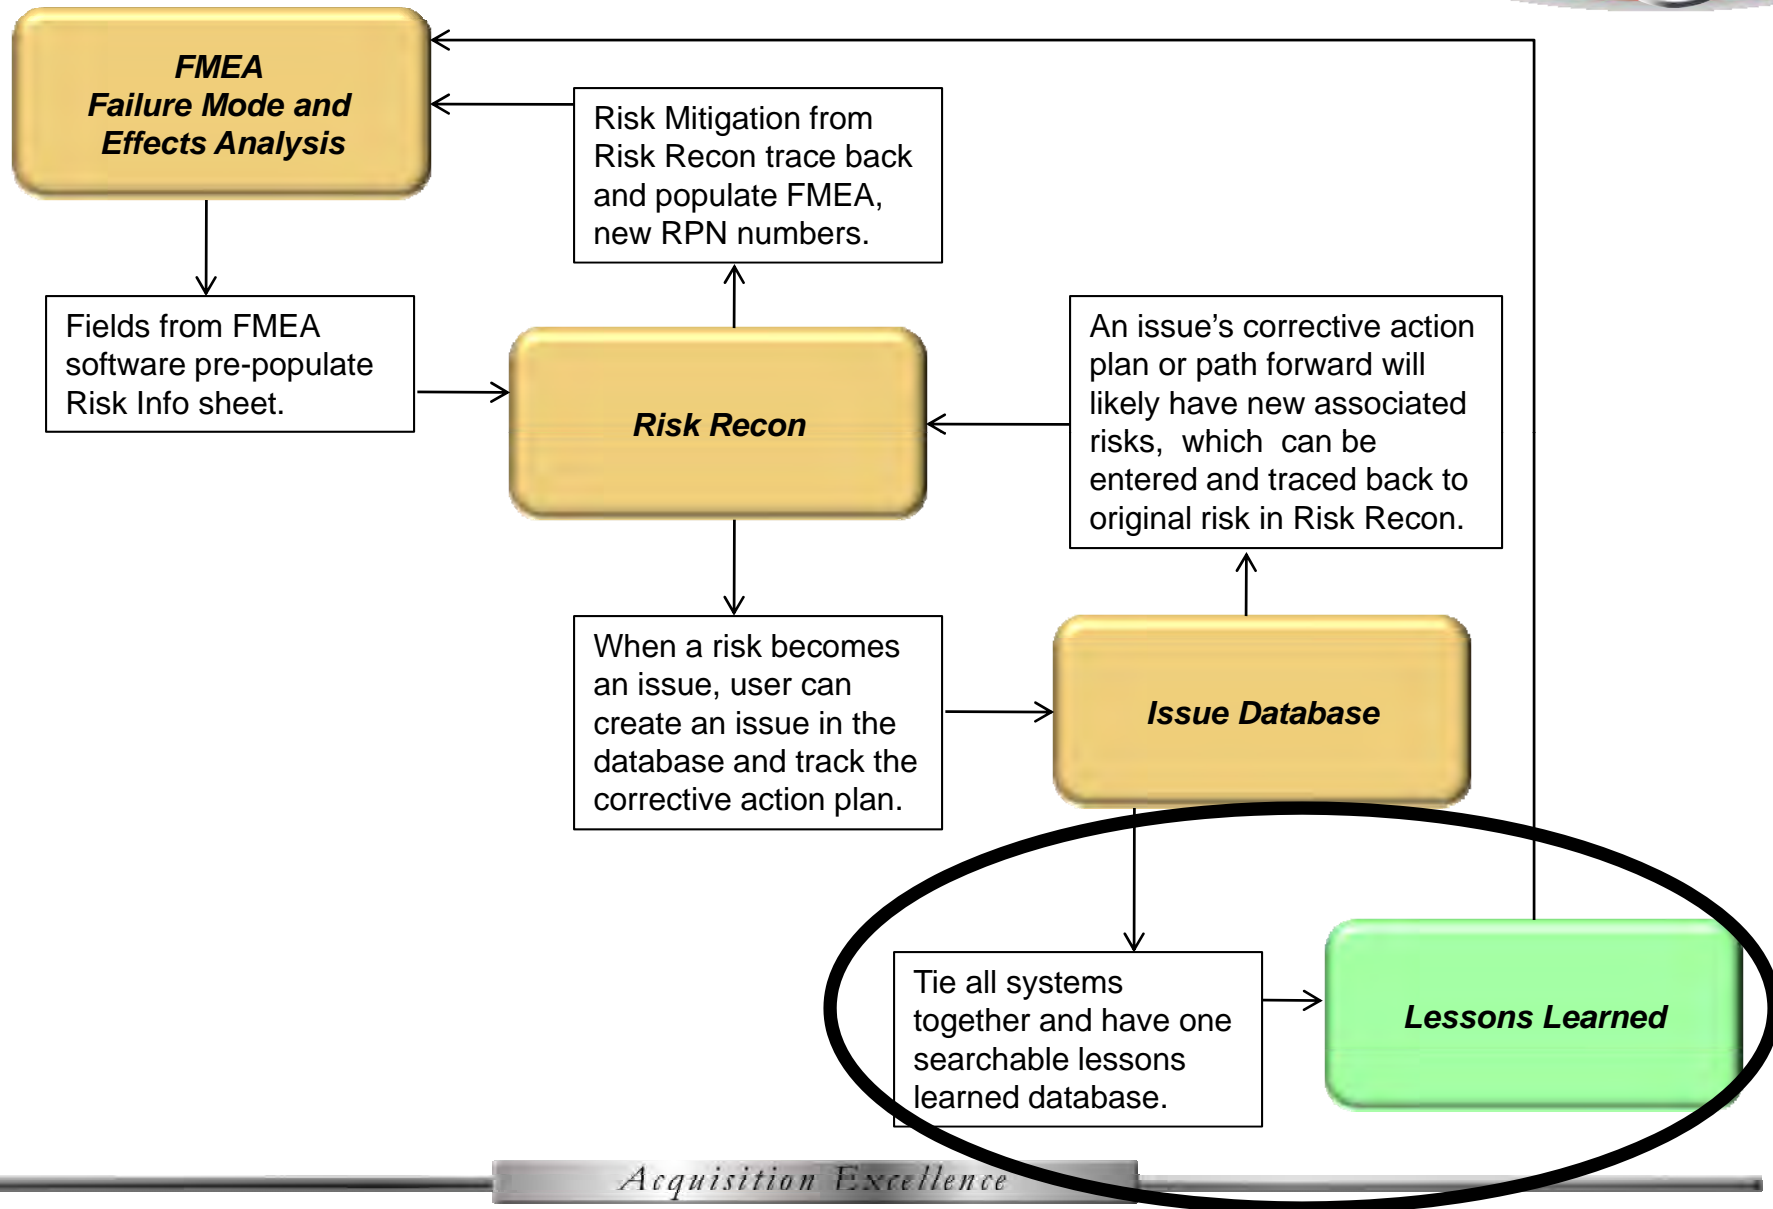 FMEA
Failure Mode and
Effects Analysis
Risk Mitigation from
Risk Recon trace back
and populate FMEA,
new RPN numbers.
Fields from FMEA
software pre-populate
Risk Info sheet.
Risk Recon
An issue’s corrective action
plan or path forward will
likely have new associated
risks, which can be
entered and traced back to
original risk in Risk Recon.
When a risk becomes
an issue, user can
create an issue in the
database and track the
corrective action plan.
Issue Database
Tie all systems
together and have one
searchable lessons
learned database.
Lessons Learned
Acquisition Excellence